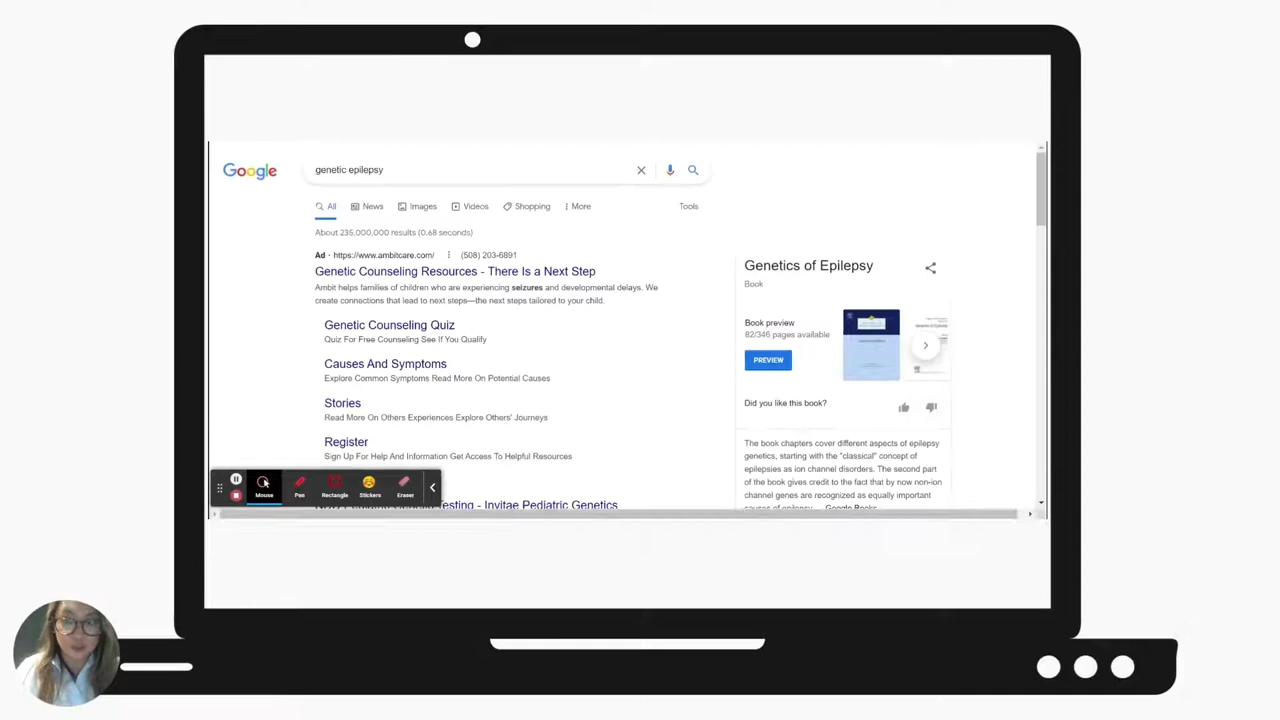 Google
genetic epilepsy
All News Images Videos Shopping More Tools
About 235,000,000 results (0.68 seconds)
Ad · https://www.ambitcare.com/ (508) 203-6891
Genetic Counseling Resources - There Is a Next Step
Ambit helps families of children who are experiencing seizures and developmental delays. We
create connections that lead to next steps—the next steps tailored to your child.
Genetic Counseling Quiz
Quiz For Free Counseling See If You Qualify
Causes And Symptoms
Explore Common Symptoms Read More On Potential Causes
Stories
Read More On Others Experiences Explore Others' Journeys
Register
Sign Up For Help And Information Get Access To Helpful Resources
Testing - Invitae Pediatric Genetics
Mouse Pen Rectangle Stickers Eraser
Genetics of Epilepsy
Book
Book preview
82/346 pages available
PREVIEW
Did you like this book?
The book chapters cover different aspects of epilepsy
genetics, starting with the "classical" concept of
epilepsies as ion channel disorders. The second part
of the book gives credit to the fact that by now non-
ion channel genes are recognized as equally important
causes of epilepsy. ... Google Books